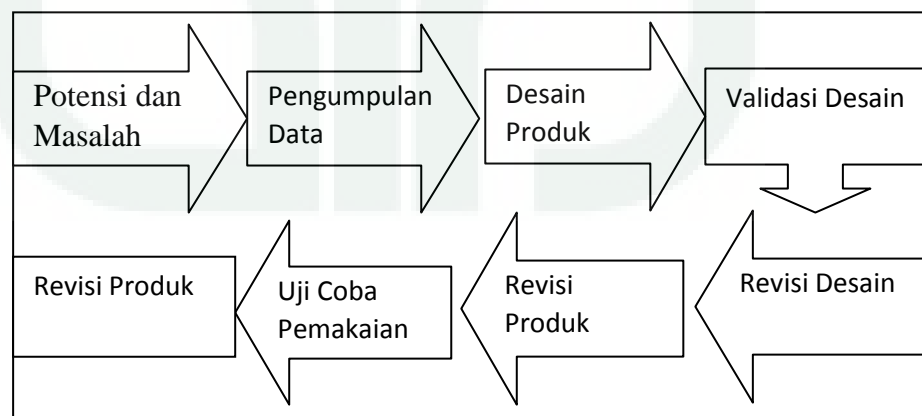 Potensi dan
Masalah
Pengumpulan
Data
Desain
Produk
Validasi Desain
Revisi Desain
Revisi
Produk
Uji Coba
Pemakaian
Revisi Produk